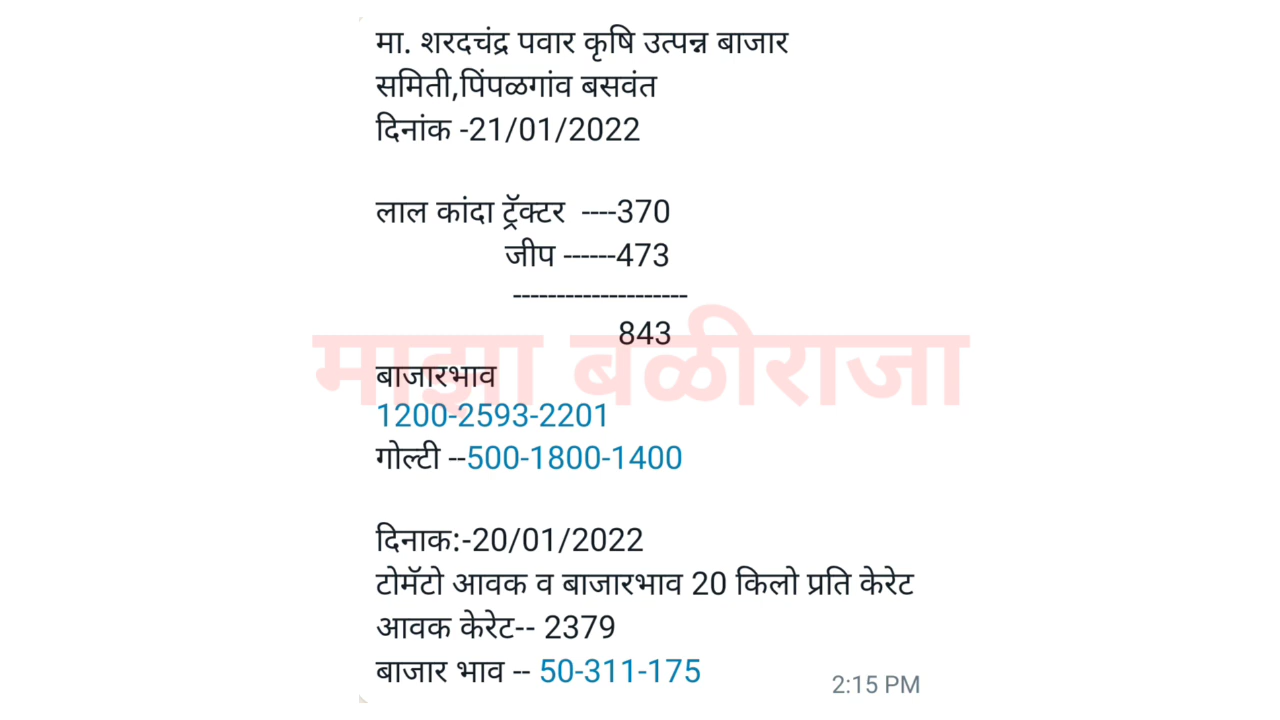 मा. शरदचंद्र पवार कृषि उत्पन्न बाजार
समिती,पिंपळगांव बसवंत
दिनांक -21/01/2022
लाल कांदा ट्रॅक्टर ----370
जीप ------473
---------------------
843
माझा बळीराजा
बाजारभाव
1200-2593-2201
गोल्टी --500-1800-1400
दिनाक:-20/01/2022
टोमॅटो आवक व बाजारभाव 20 किलो प्रति केरेट
आवक केरेट-- 2379
बाजार भाव -- 50-311-175
2:15 PM